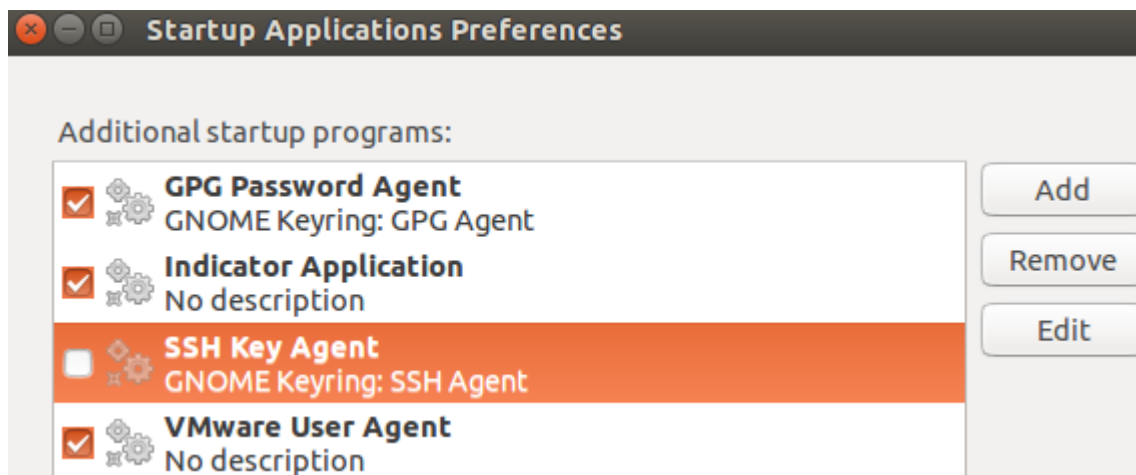 Startup Applications Preferences
Additional startup programs:
GPG Password Agent
GNOME Keyring: GPG Agent
Add
Indicator Application
No description
Remove
SSH Key Agent
GNOME Keyring: SSH Agent
Edit
VMware User Agent
No description